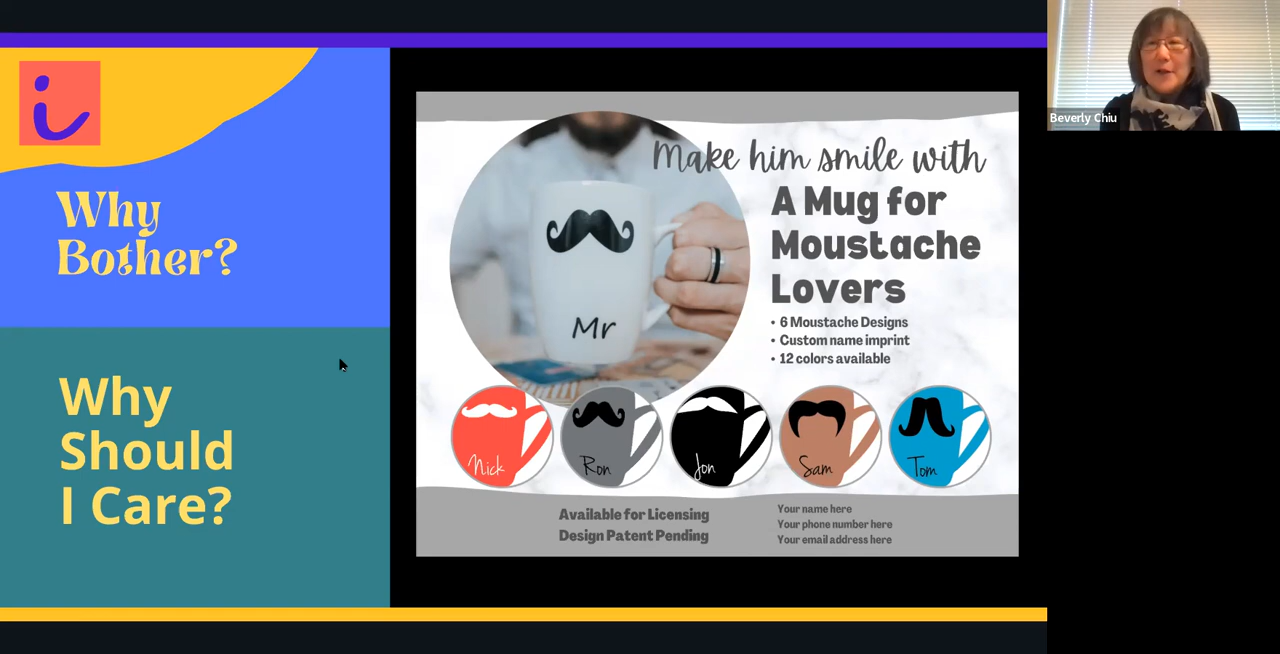 Why
Bother?
Why
Should
I Care?
Make him smile with
A Mug for
Moustache
Lovers
• 6 Moustache Designs
• Custom name imprint
• 12 colors available
Mr
Nick
Ron
Jon
Sam
Tom
Available for Licensing
Design Patent Pending
Your name here
Your phone number here
Your email address here
Beverly Chiu